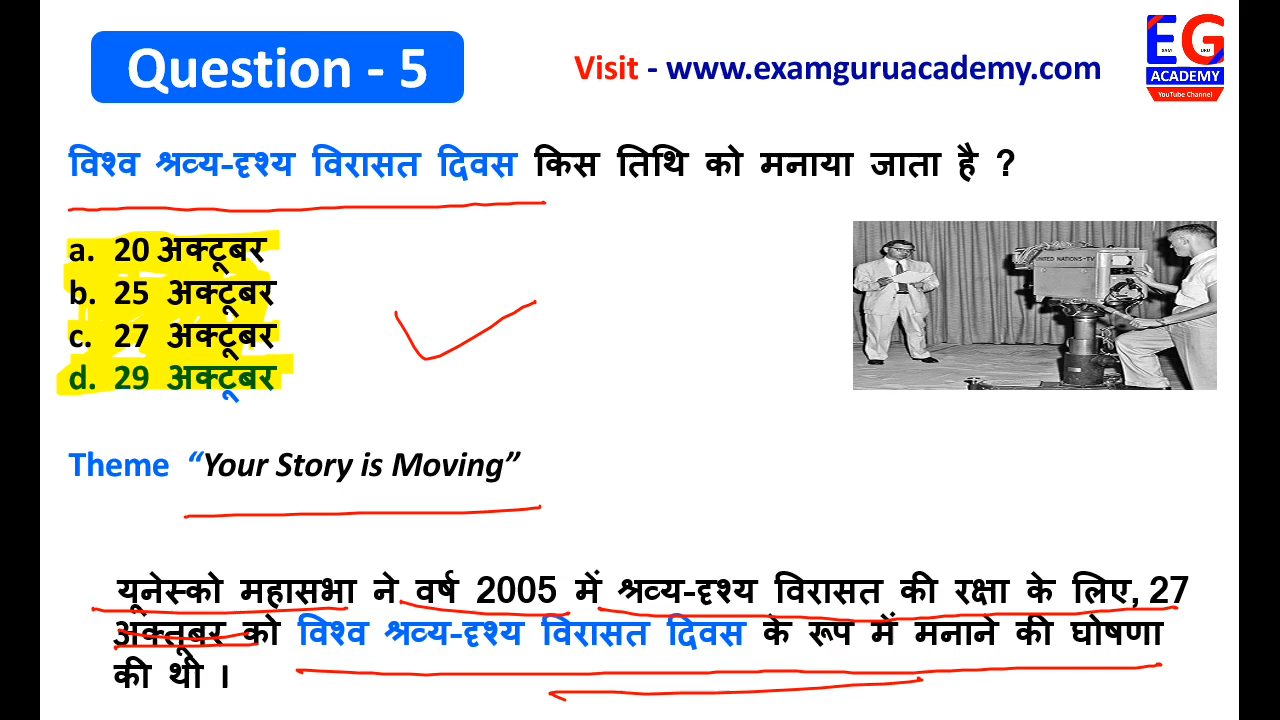 Question - 5
Visit - www.examguruacademy.com
EG
EXAM GURU
ACADEMY
YouTube Channel
विश्व श्रव्य-दृश्य विरासत दिवस किस तिथि को मनाया जाता है ?
a. 20 अक्टूबर
b. 25 अक्टूबर
c. 27 अक्टूबर
d. 29 अक्टूबर
UNITED NATIONS-TV
Theme “Your Story is Moving”
यूनेस्को महासभा ने वर्ष 2005 में श्रव्य-दृश्य विरासत की रक्षा के लिए, 27
अक्तूबर को विश्व श्रव्य-दृश्य विरासत दिवस के रूप में मनाने की घोषणा
की थी ।